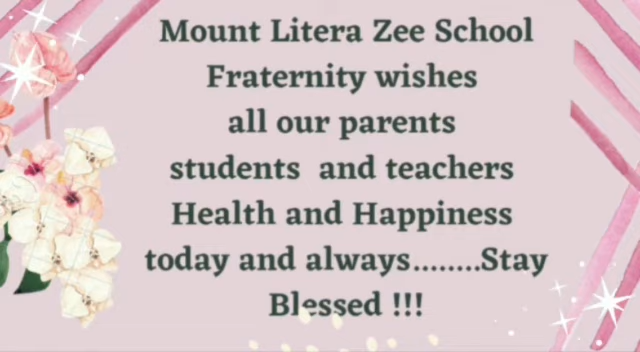 Mount Litera Zee School
Fraternity wishes
all our parents
students and teachers
Health and Happiness
today and always........Stay
Blessed !!!